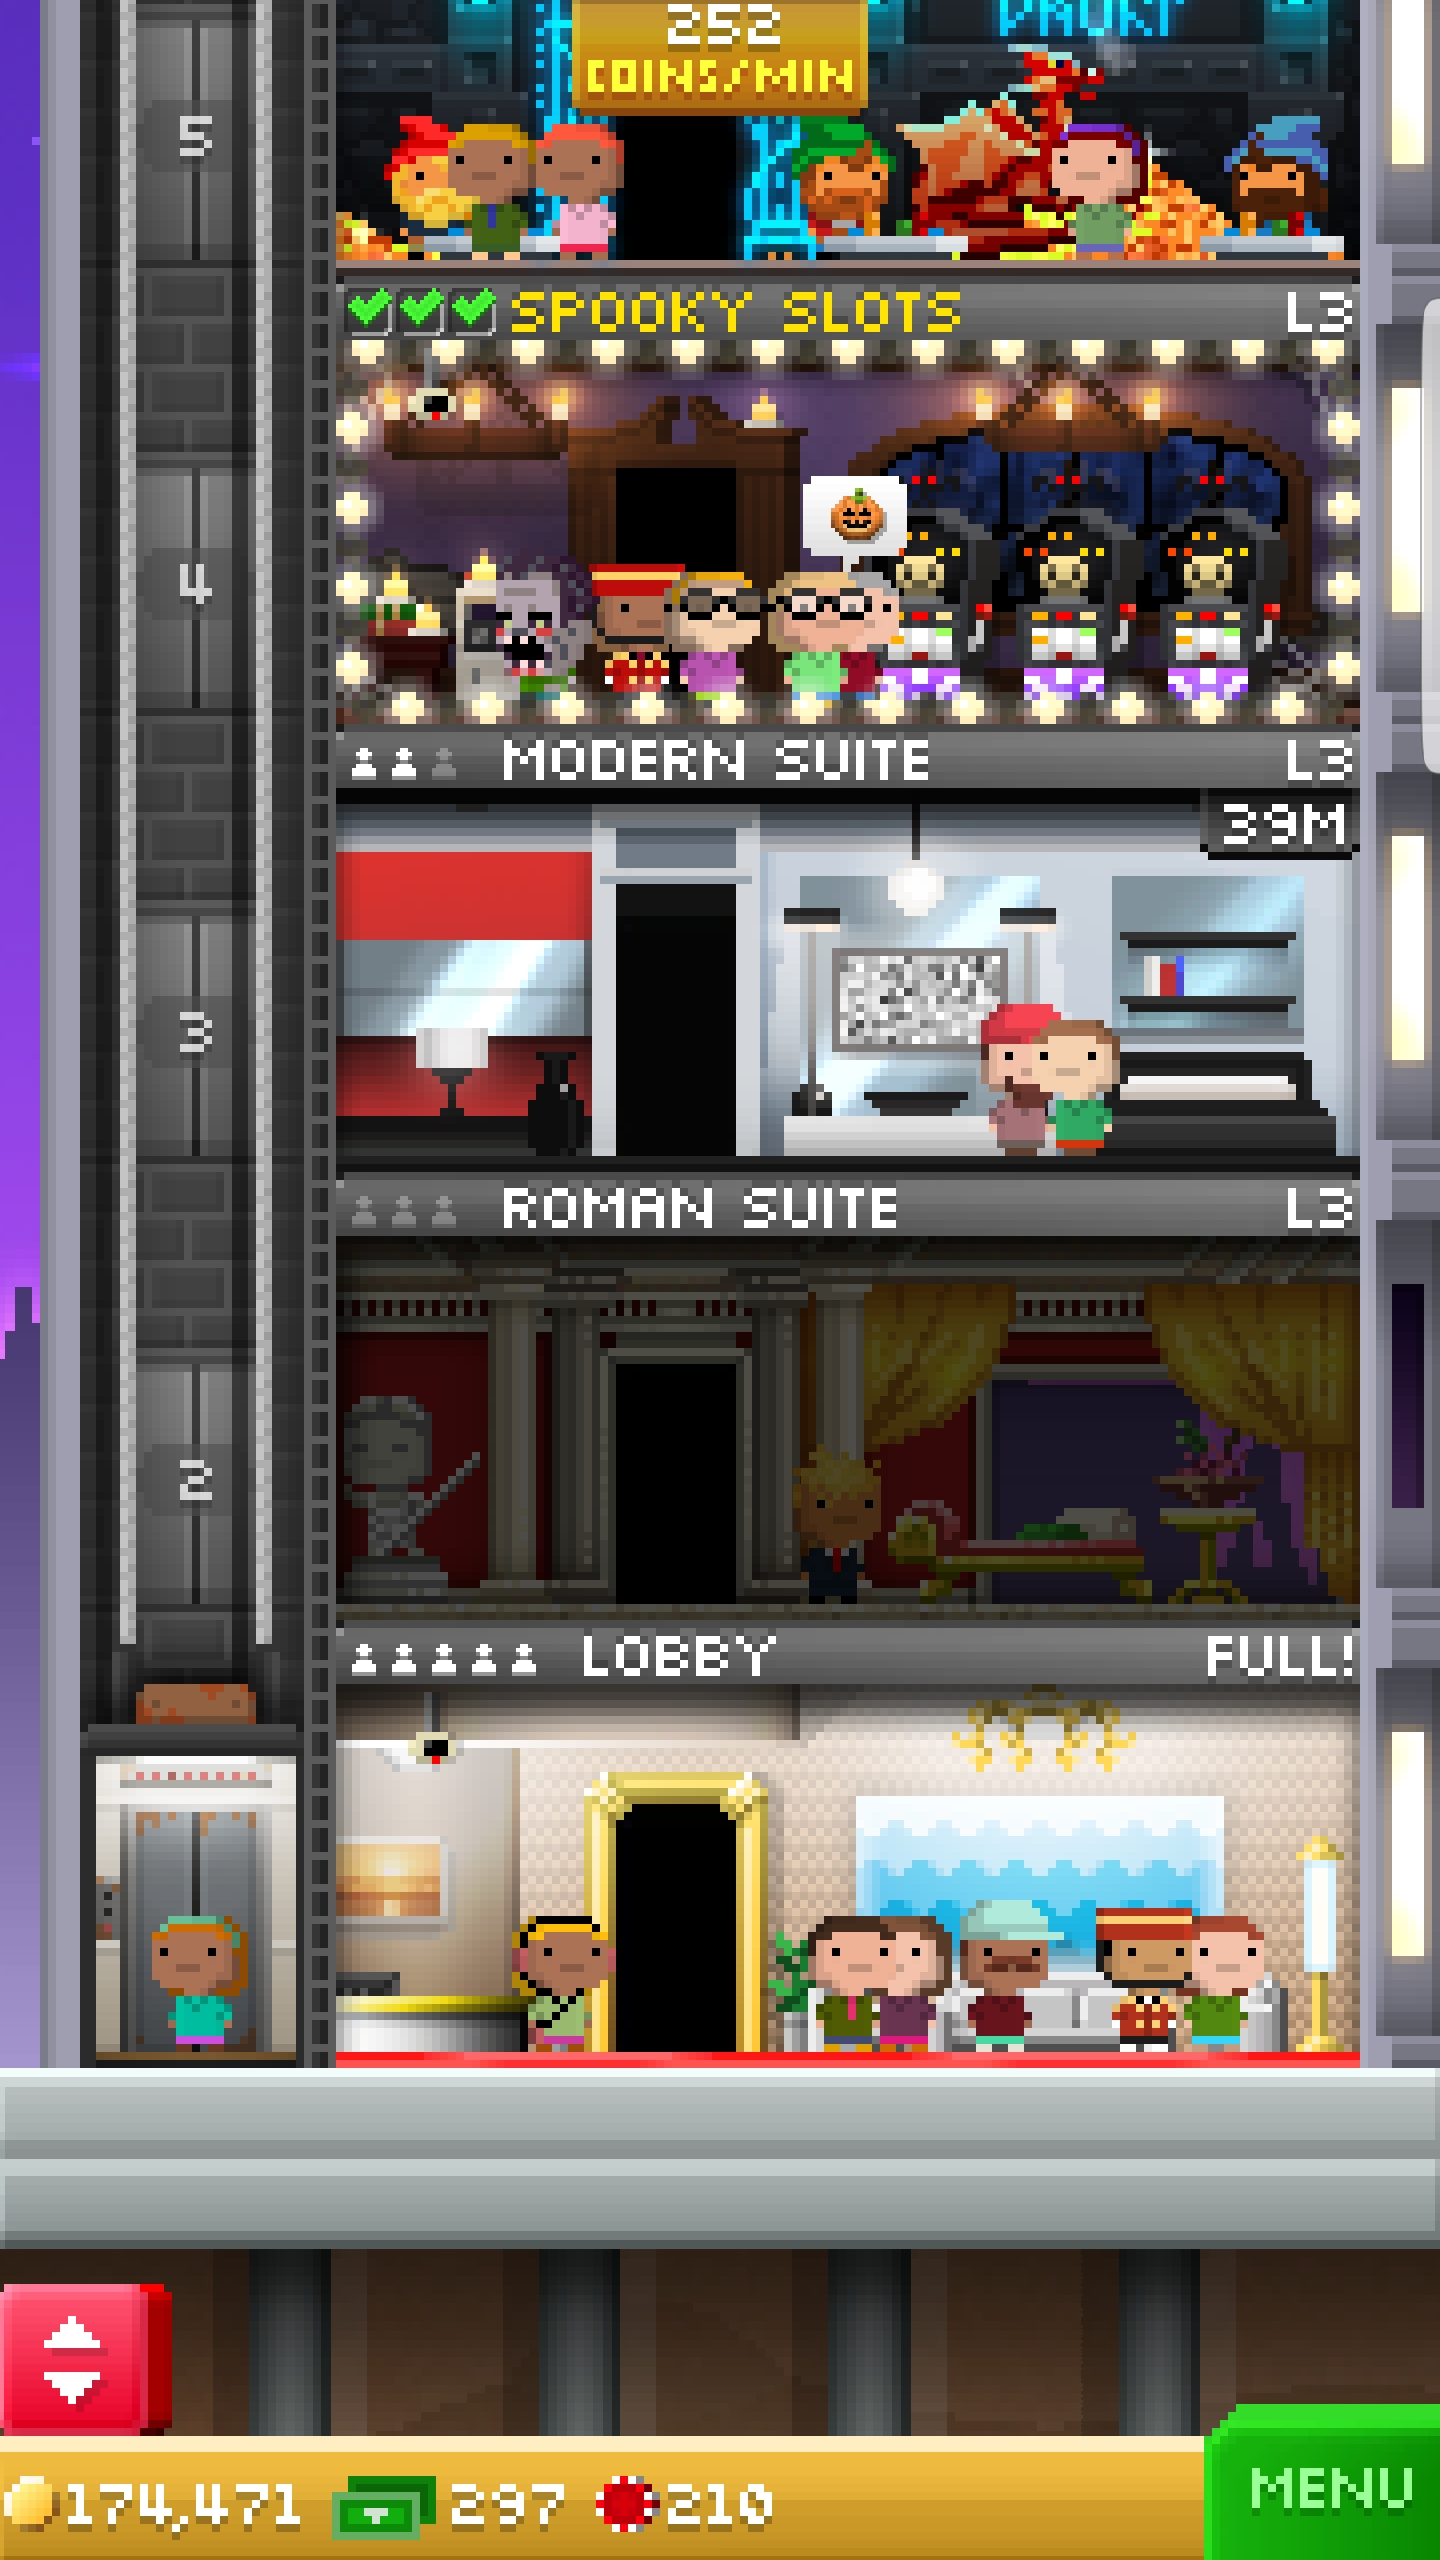 252
COINS/MIN
5
SPOOKY SLOTS L3
4
MODERN SUITE L3
39M
3
ROMAN SUITE L3
2
LOBBY FULL!
174,471 297 210
MENU